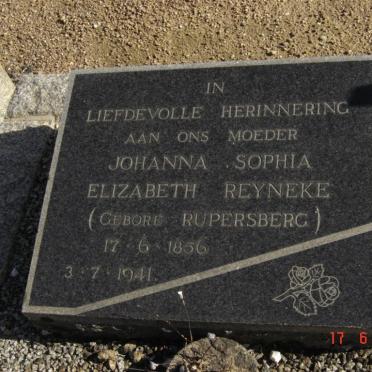 IN
LIEFDEVOLLE HERINNERING
AAN ONS MOEDER
JOHANNA SOPHIA
ELIZABETH REYNEKE
(GEBORE RUPERSBERG)
17·6·1856
3·7·1941
17 6